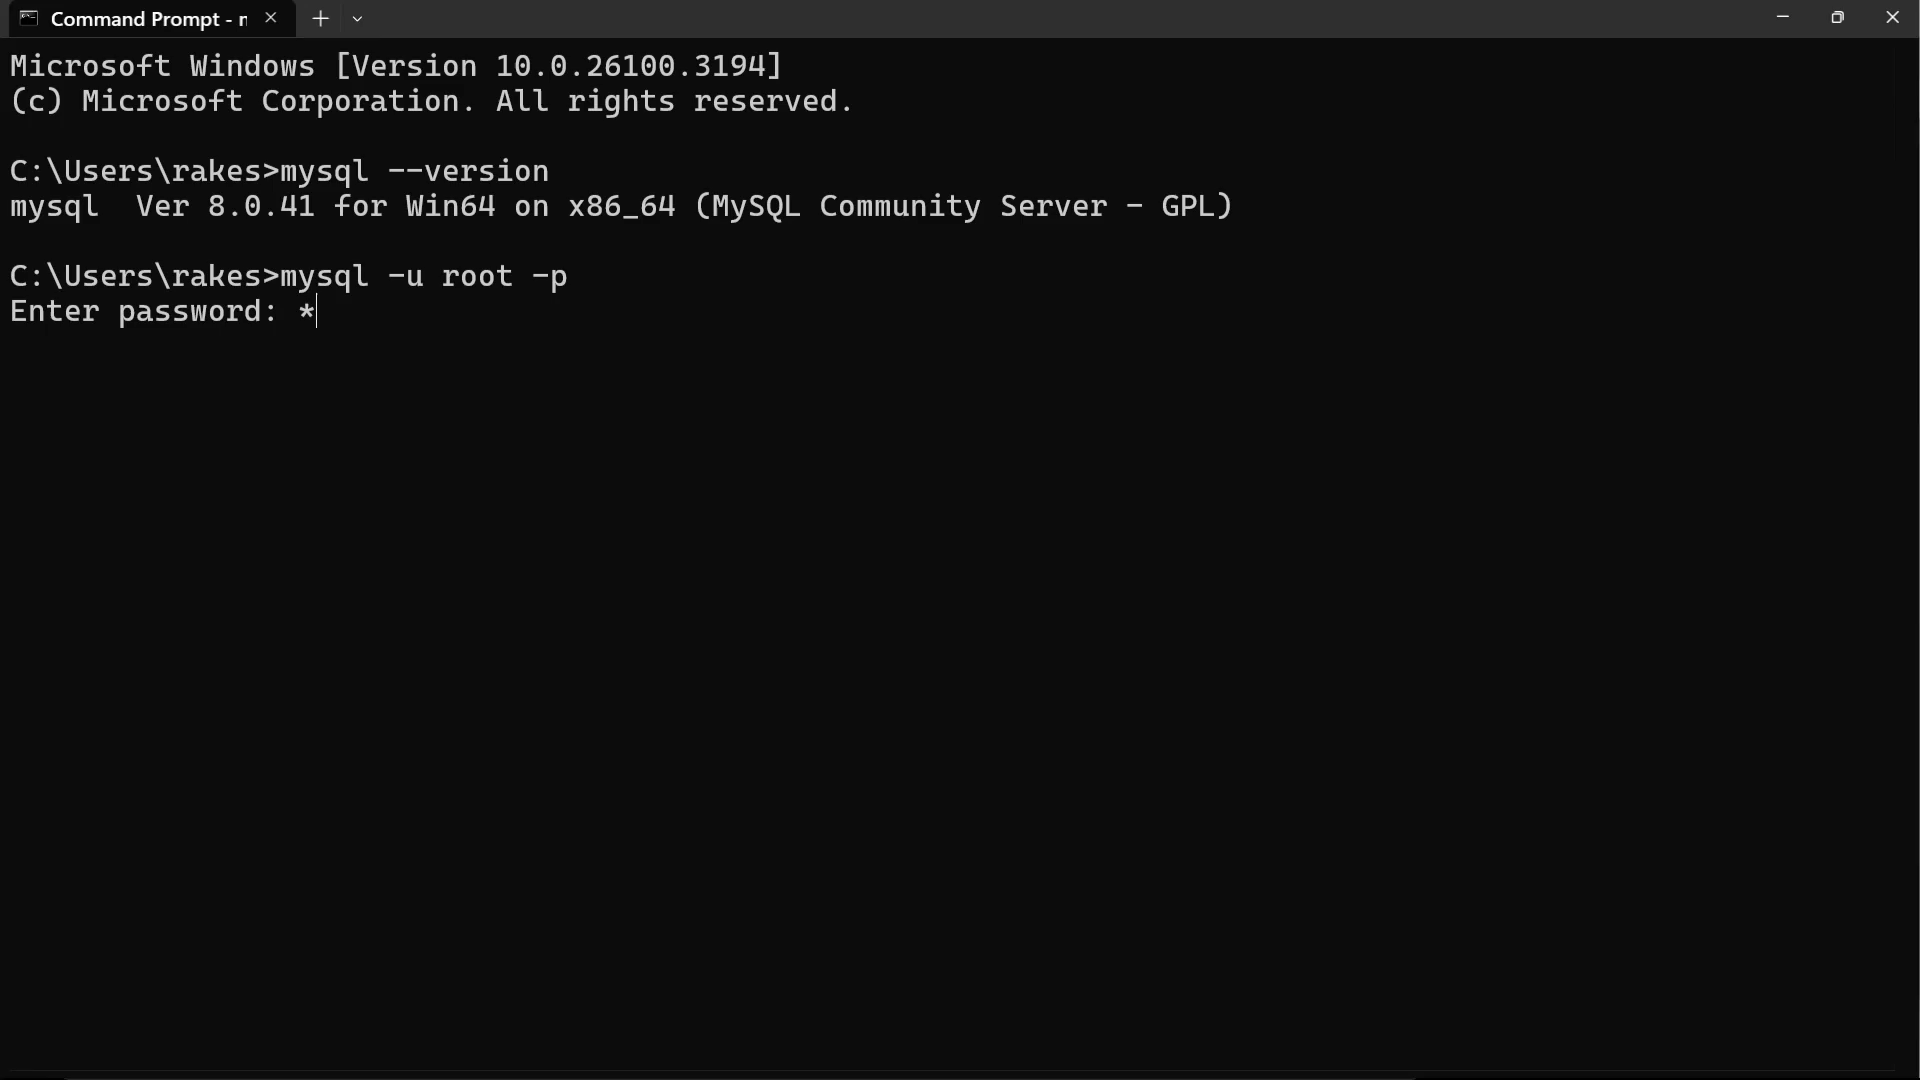 Command Prompt - 
Microsoft Windows [Version 10.0.26100.3194]
(c) Microsoft Corporation. All rights reserved.
C:\Users\rakes>mysql --version
mysql  Ver 8.0.41 for Win64 on x86_64 (MySQL Community Server - GPL)
C:\Users\rakes>mysql -u root -p
Enter password: *